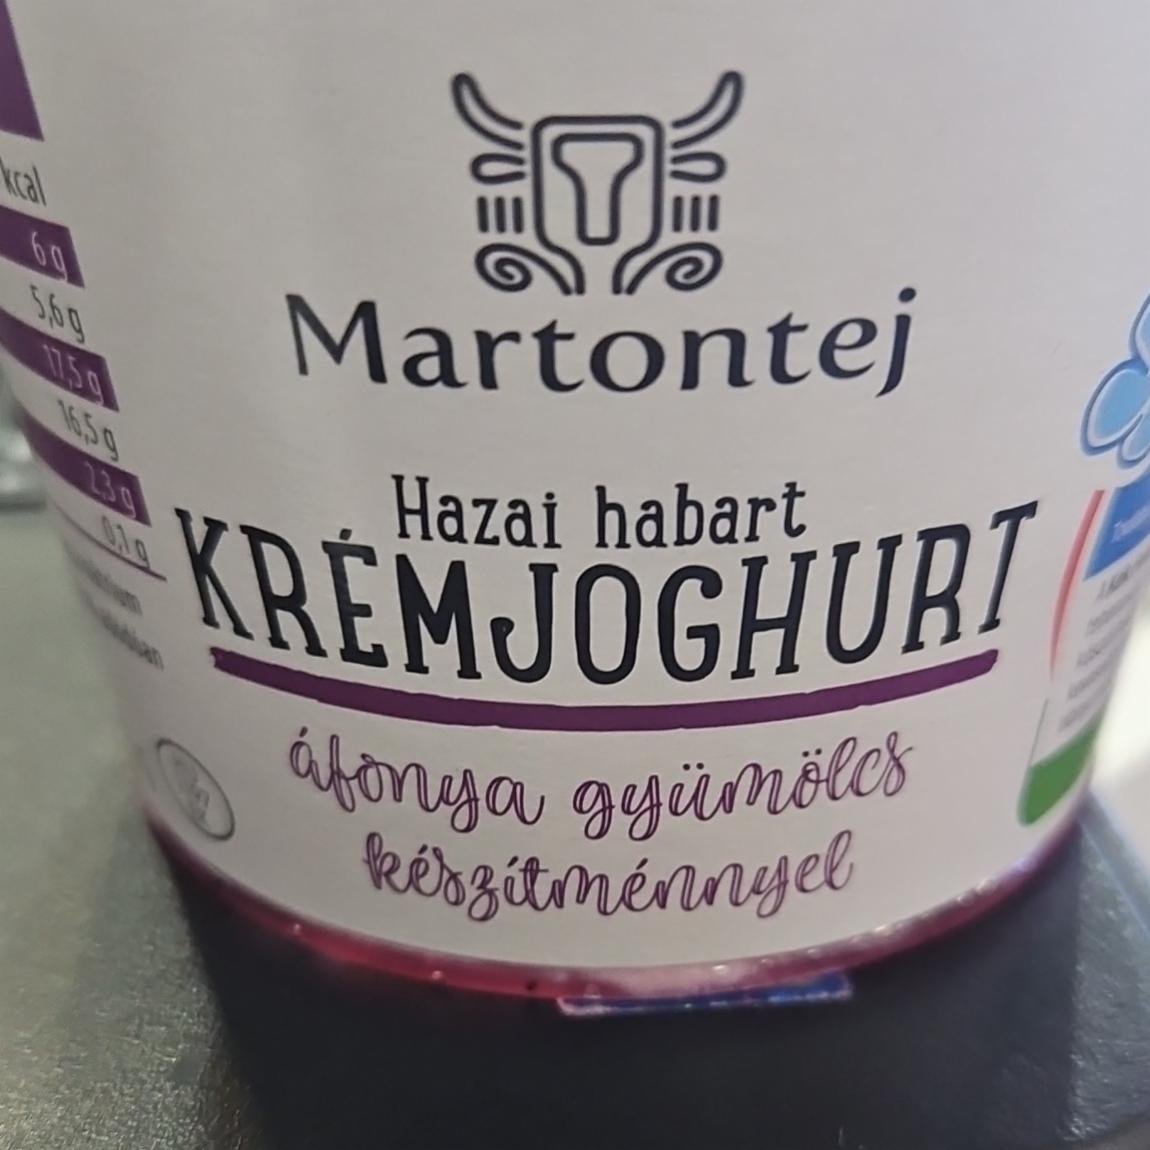 kcal
6 g
5,6 g
17,5 g
16,5 g
2,3 g
0,1 g
Martontej
Hazai habart
KRÉMJOGHURT
áfonya gyümölcs
készítménnyel